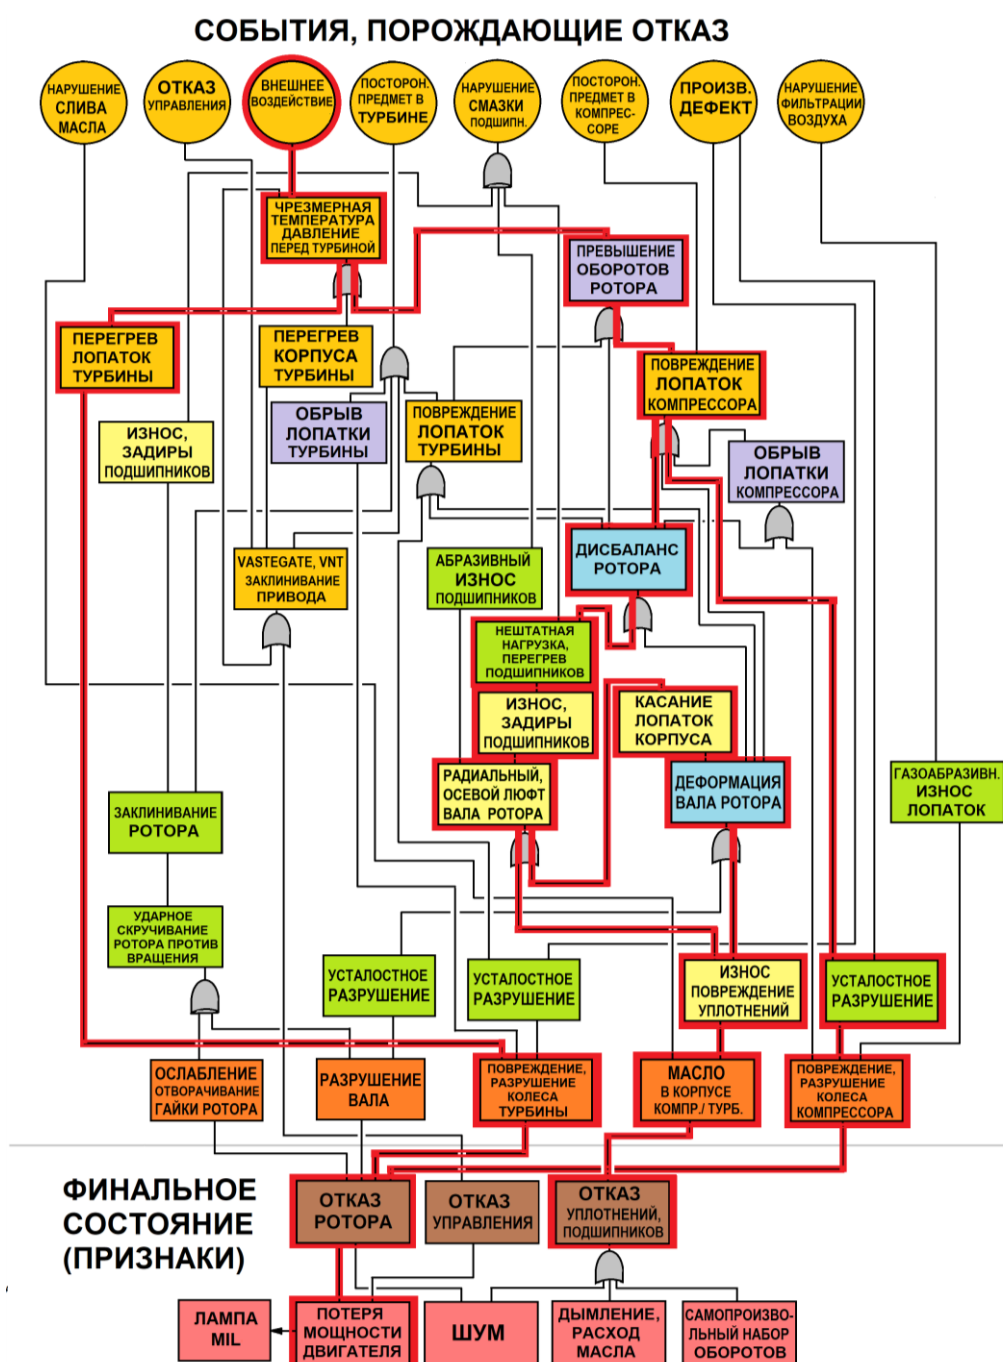 СОБЫТИЯ, ПОРОЖДАЮЩИЕ ОТКАЗ
НАРУШЕНИЕ
СЛИВА
МАСЛА
ОТКАЗ
УПРАВЛЕНИЯ
ВНЕШНЕЕ
ВОЗДЕЙСТВИЕ
ПОСТОРОН.
ПРЕДМЕТ В
ТУРБИНЕ
НАРУШЕНИЕ
СМАЗКИ
ПОДШИПН.
ПОСТОРОН.
ПРЕДМЕТ В
КОМПРЕС-
СОРЕ
ПРОИЗВ.
ДЕФЕКТ
НАРУШЕНИЕ
ФИЛЬТРАЦИИ
ВОЗДУХА
ЧРЕЗМЕРНАЯ
ТЕМПЕРАТУРА
ДАВЛЕНИЕ
ПЕРЕД ТУРБИНОЙ
ПРЕВЫШЕНИЕ
ОБОРОТОВ
РОТОРА
ПЕРЕГРЕВ
ЛОПАТОК
ТУРБИНЫ
ПЕРЕГРЕВ
КОРПУСА
ТУРБИНЫ
ПОВРЕЖДЕНИЕ
ЛОПАТОК
КОМПРЕССОРА
ИЗНОС,
ЗАДИРЫ
ПОДШИПНИКОВ
ОБРЫВ
ЛОПАТКИ
ТУРБИНЫ
ПОВРЕЖДЕНИЕ
ЛОПАТОК
ТУРБИНЫ
ОБРЫВ
ЛОПАТКИ
КОМПРЕССОРА
VASTEGATE, VNT
ЗАКЛИНИВАНИЕ
ПРИВОДА
АБРАЗИВНЫЙ
ИЗНОС
ПОДШИПНИКОВ
ДИСБАЛАНС
РОТОРА
НЕШТАТНАЯ
НАГРУЗКА,
ПЕРЕГРЕВ
ПОДШИПНИКОВ
ИЗНОС,
ЗАДИРЫ
ПОДШИПНИКОВ
КАСАНИЕ
ЛОПАТОК
КОРПУСА
РАДИАЛЬНЫЙ,
ОСЕВОЙ ЛЮФТ
ВАЛА РОТОРА
ДЕФОРМАЦИЯ
ВАЛА РОТОРА
ГАЗОАБРАЗИВН.
ИЗНОС
ЛОПАТОК
ЗАКЛИНИВАНИЕ
РОТОРА
УДАРНОЕ
СКРУЧИВАНИЕ
РОТОРА ПРОТИВ
ВРАЩЕНИЯ
УСТАЛОСТНОЕ
РАЗРУШЕНИЕ
УСТАЛОСТНОЕ
РАЗРУШЕНИЕ
ИЗНОС
ПОВРЕЖДЕНИЕ
УПЛОТНЕНИЙ
УСТАЛОСТНОЕ
РАЗРУШЕНИЕ
ОСЛАБЛЕНИЕ
ОТВОРАЧИВАНИЕ
ГАЙКИ РОТОРА
РАЗРУШЕНИЕ
ВАЛА
ПОВРЕЖДЕНИЕ,
РАЗРУШЕНИЕ
КОЛЕСА
ТУРБИНЫ
МАСЛО
В КОРПУСЕ
КОМПР./ ТУРБ.
ПОВРЕЖДЕНИЕ,
РАЗРУШЕНИЕ
КОЛЕСА
КОМПРЕССОРА
ФИНАЛЬНОЕ
СОСТОЯНИЕ
(ПРИЗНАКИ)
ОТКАЗ
РОТОРА
ОТКАЗ
УПРАВЛЕНИЯ
ОТКАЗ
УПЛОТНЕНИЙ,
ПОДШИПНИКОВ
ЛАМПА
MIL
ПОТЕРЯ
МОЩНОСТИ
ДВИГАТЕЛЯ
ШУМ
ДЫМЛЕНИЕ,
РАСХОД
МАСЛА
САМОПРОИЗВО-
ЛЬНЫЙ НАБОР
ОБОРОТОВ